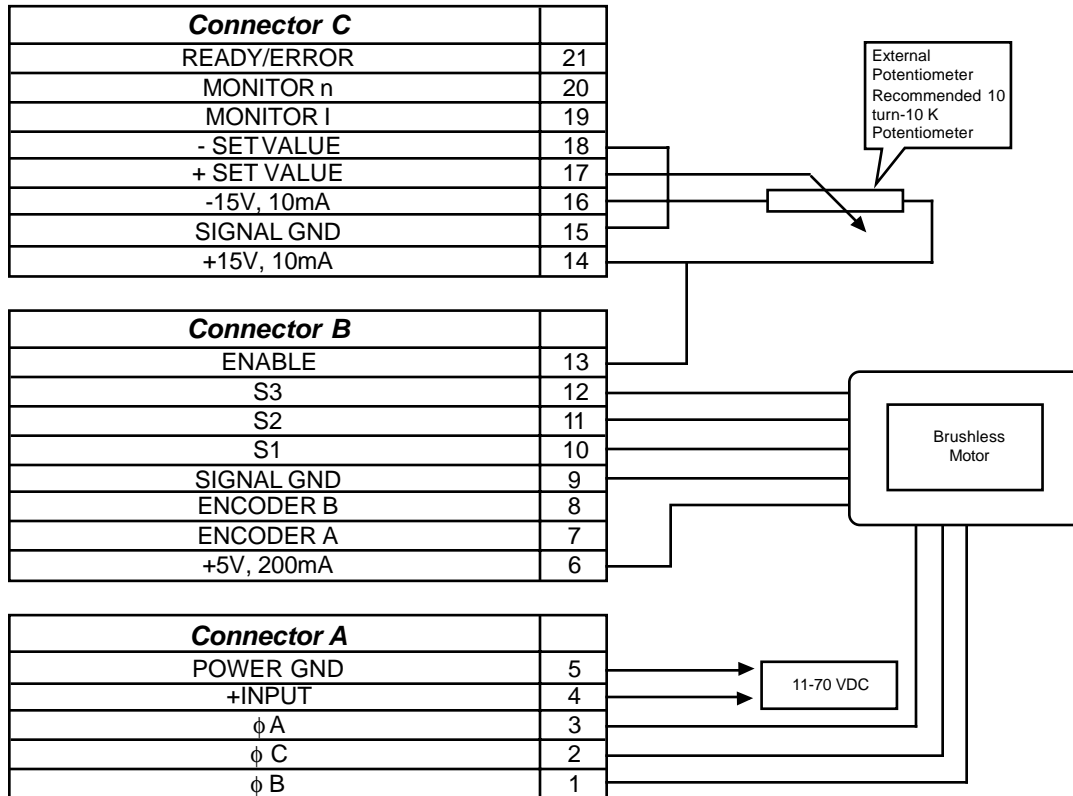 Connector C
READY/ERROR 21
MONITOR n 20
MONITOR I 19
- SET VALUE 18
+ SET VALUE 17
-15V, 10mA 16
SIGNAL GND 15
+15V, 10mA 14
External
Potentiometer
Recommended 10
turn-10 K
Potentiometer
Connector B
ENABLE 13
S3 12
S2 11
S1 10
SIGNAL GND 9
ENCODER B 8
ENCODER A 7
+5V, 200mA 6
Brushless
Motor
Connector A
POWER GND 5
+INPUT 4
ϕ A 3
ϕ C 2
ϕ B 1
11-70 VDC